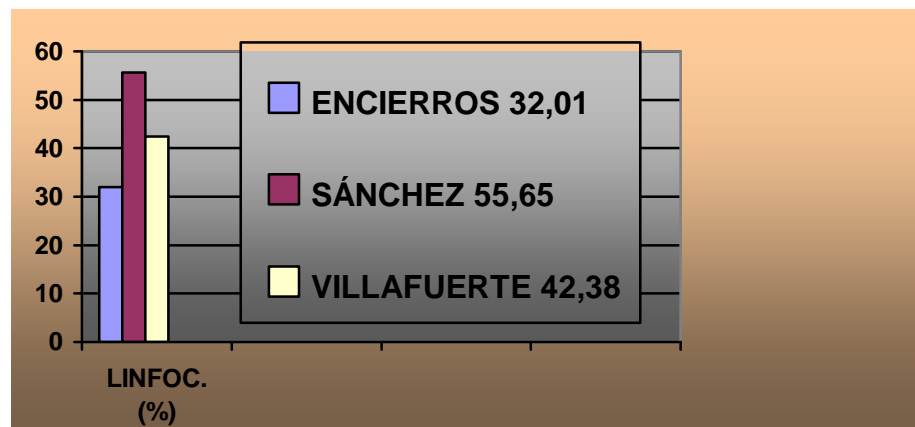 60
50
40
30
20
10
0
ENCIERROS 32,01
SÁNCHEZ 55,65
VILLAFUERTE 42,38
LINFOC.
(%)